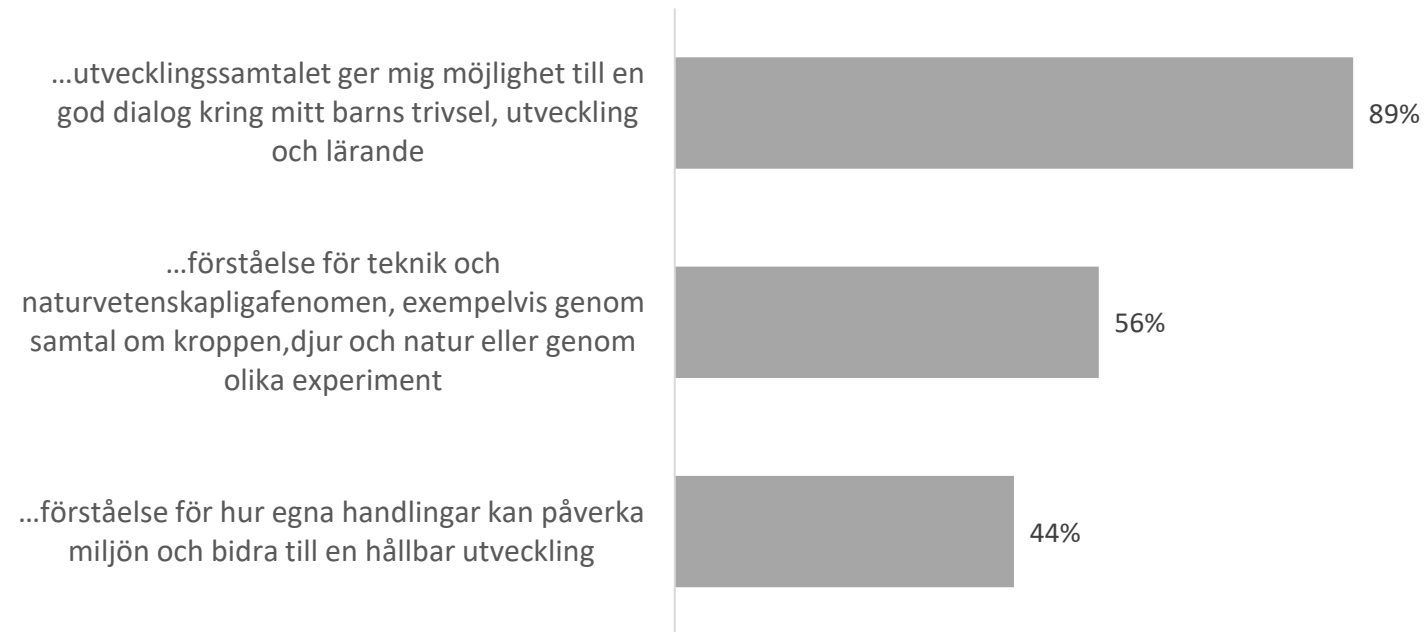 ...utvecklingssamtalet ger mig möjlighet till en
god dialog kring mitt barns trivsel, utveckling
och lärande
89%
...förståelse för teknik och
naturvetenskapligafenomen, exempelvis genom
samtal om kroppen,djur och natur eller genom
olika experiment
56%
...förståelse för hur egna handlingar kan påverka
miljön och bidra till en hållbar utveckling
44%